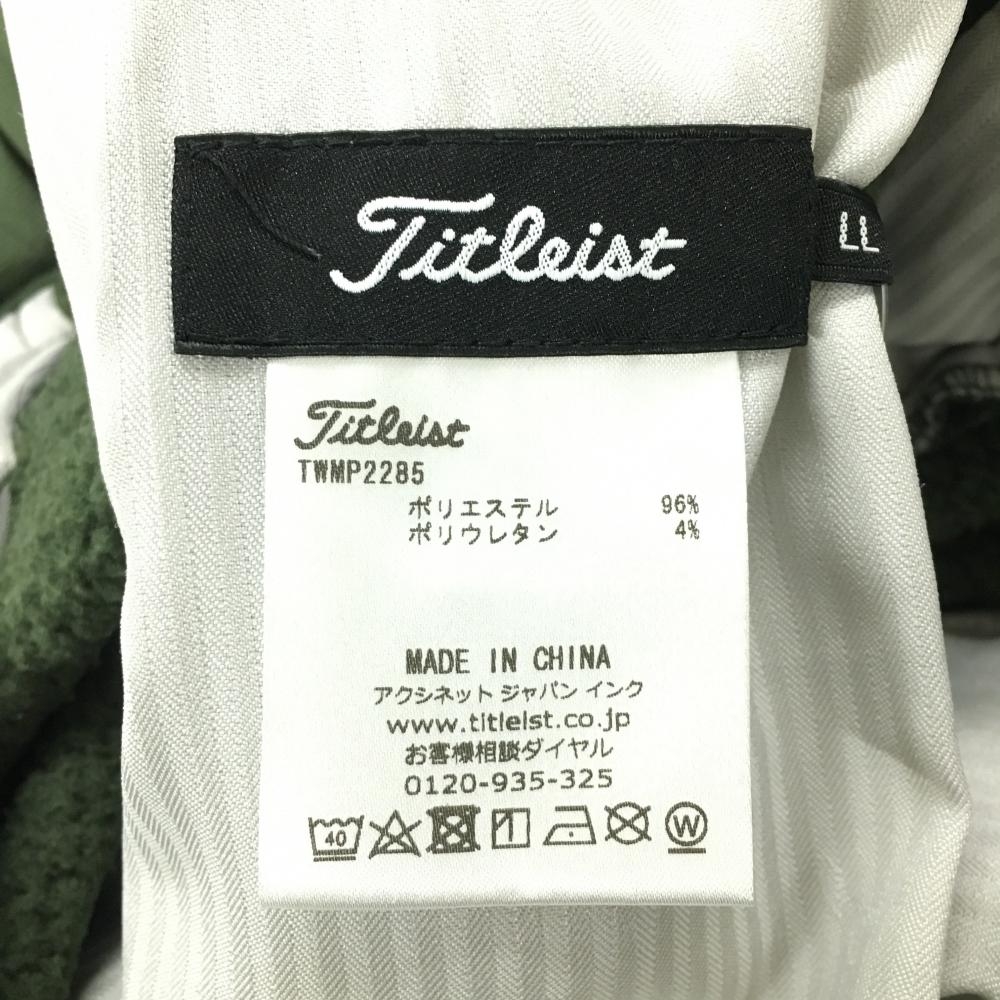 Titleist
LL
Titleist
TWMP2285
ポリエステル 96%
ポリウレタン 4%
MADE IN CHINA
アクシネット ジャパン インク
www.titleist.co.jp
お客様相談ダイヤル
0120-935-325
40
W